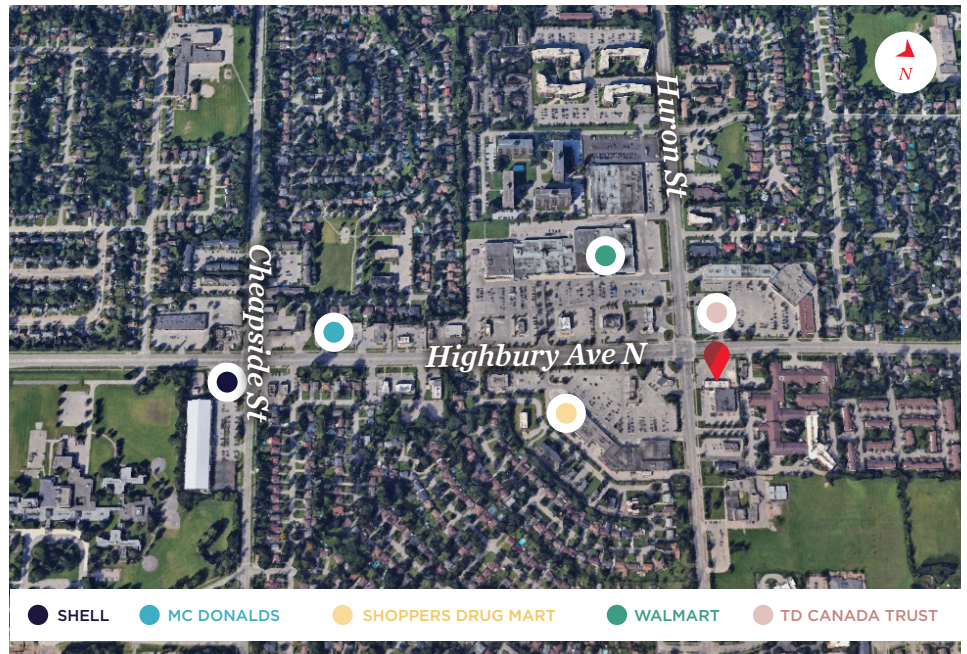 N
Huron St
Cheapside St
Highbury Ave N
SHELL
MC DONALDS
SHOPPERS DRUG MART
WALMART
TD CANADA TRUST